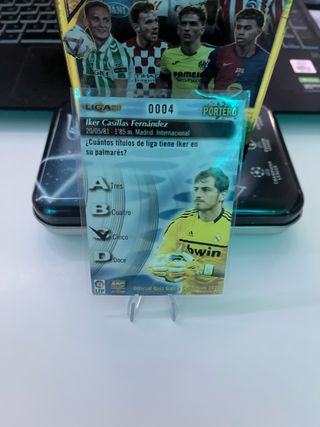 LIGA
0004
PORTERO
Iker Casillas Fernández
20/05/81 · 1'85 m. Madrid. Internacional
¿Cuántos títulos de liga tiene Iker en
su palmarés?
A Tres
B Cuatro
Cinco
D Doce
bwin
LFP
Official Quiz Game